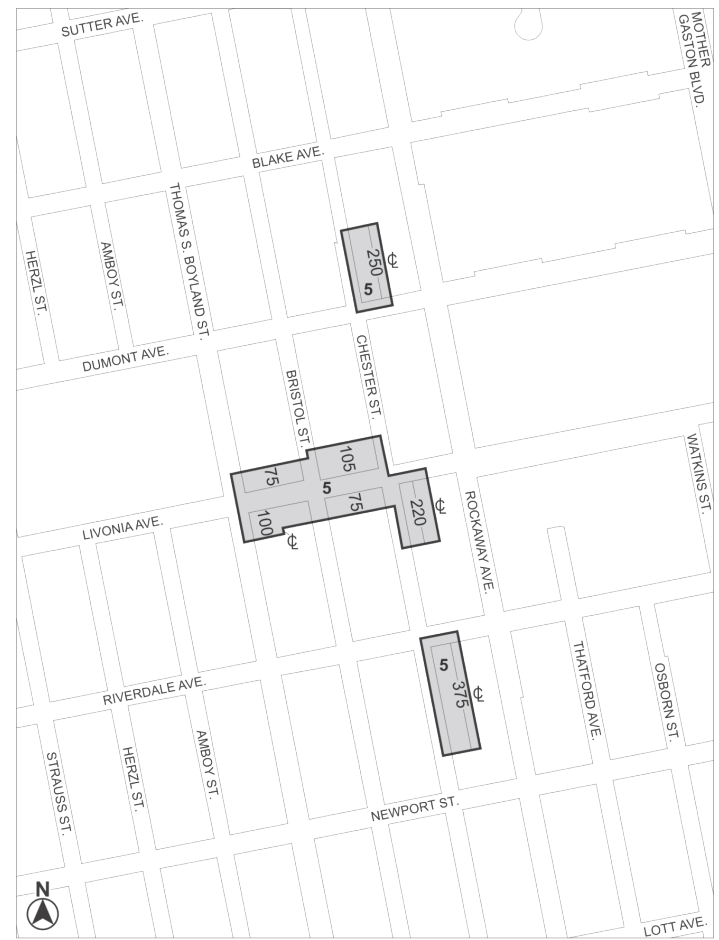 SUTTER AVE.
MOTHER
GASTON BLVD.
BLAKE AVE.
THOMAS S. BOYLAND ST.
HERZL ST.
AMBOY ST.
250
℄
5
DUMONT AVE.
CHESTER ST.
BRISTOL ST.
105
75
5
75
100
℄
220
℄
WATKINS ST.
ROCKAWAY AVE.
LIVONIA AVE.
5
375
℄
THATFORD AVE.
OSBORN ST.
RIVERDALE AVE.
STRAUSS ST.
HERZL ST.
AMBOY ST.
NEWPORT ST.
N
LOTT AVE.